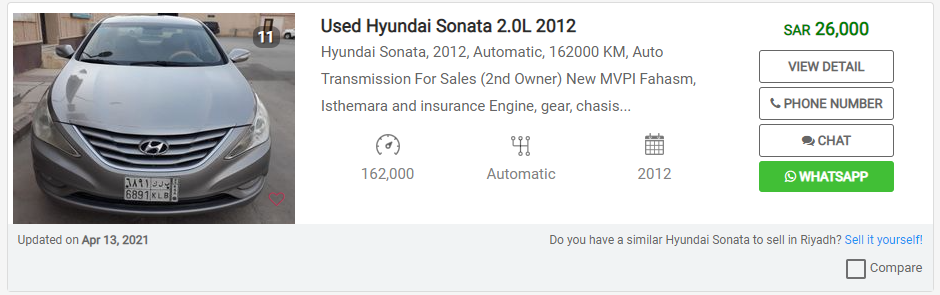 11
٦٨٩١
6891 KLB
Used Hyundai Sonata 2.0L 2012
Hyundai Sonata, 2012, Automatic, 162000 KM, Auto
Transmission For Sales (2nd Owner) New MVPI Fahasm,
Isthemara and insurance Engine, gear, chasis...
162,000
Automatic
2012
SAR 26,000
VIEW DETAIL
PHONE NUMBER
CHAT
WHATSAPP
Updated on Apr 13, 2021
Do you have a similar Hyundai Sonata to sell in Riyadh? Sell it yourself!
Compare